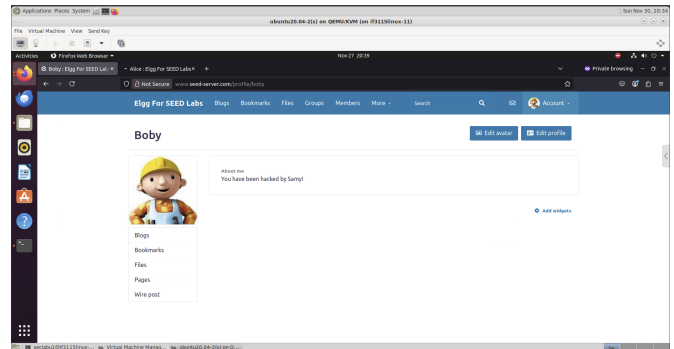 Applications Places System Sun Nov 30, 20:34
ubuntu20.04-2(s) on QEMU/KVM (on if3115linux-11)
File Virtual Machine View Send Key
Activities Firefox Web Browser Nov 27 20:39
Boby : Elgg For SEED Lab × Alice : Elgg For SEED Labs × + Private browsing
Not Secure www.seed-server.com/profile/boby
Elgg For SEED Labs Blogs Bookmarks Files Groups Members More Search Account
Boby Edit avatar Edit profile
About me
You have been hacked by Samy!
Add widgets
Blogs
Bookmarks
Files
Pages
Wire post
seclabu1@if3115linux-... Virtual Machine Manag... ubuntu20.04-2(s) on Q...